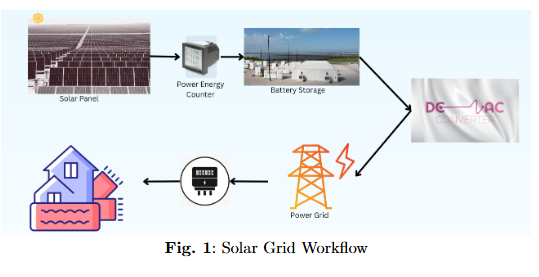 Solar Panel
Power Energy
Counter
Battery Storage
DC AC
CONVERTER
Power Grid
Fig. 1: Solar Grid Workflow